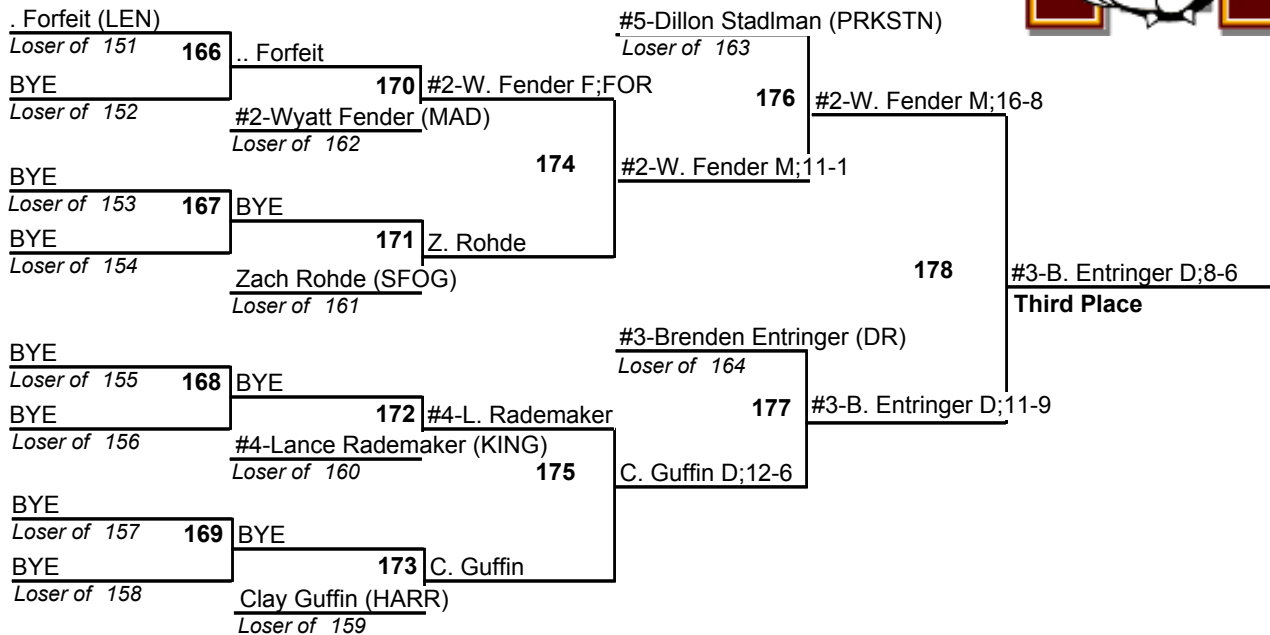 . Forfeit (LEN)
Loser of 151
166
.. Forfeit
BYE
Loser of 152
170
#2-W. Fender F;FOR
#2-Wyatt Fender (MAD)
Loser of 162
#5-Dillon Stadlman (PRKSTN)
Loser of 163
176
#2-W. Fender M;16-8
174
#2-W. Fender M;11-1
BYE
Loser of 153
167
BYE
BYE
Loser of 154
171
Z. Rohde
Zach Rohde (SFOG)
Loser of 161
178
#3-B. Entringer D;8-6
Third Place
BYE
Loser of 155
168
BYE
BYE
Loser of 156
172
#4-L. Rademaker
#4-Lance Rademaker (KING)
Loser of 160
#3-Brenden Entringer (DR)
Loser of 164
177
#3-B. Entringer D;11-9
175
C. Guffin D;12-6
BYE
Loser of 157
169
BYE
BYE
Loser of 158
173
C. Guffin
Clay Guffin (HARR)
Loser of 159